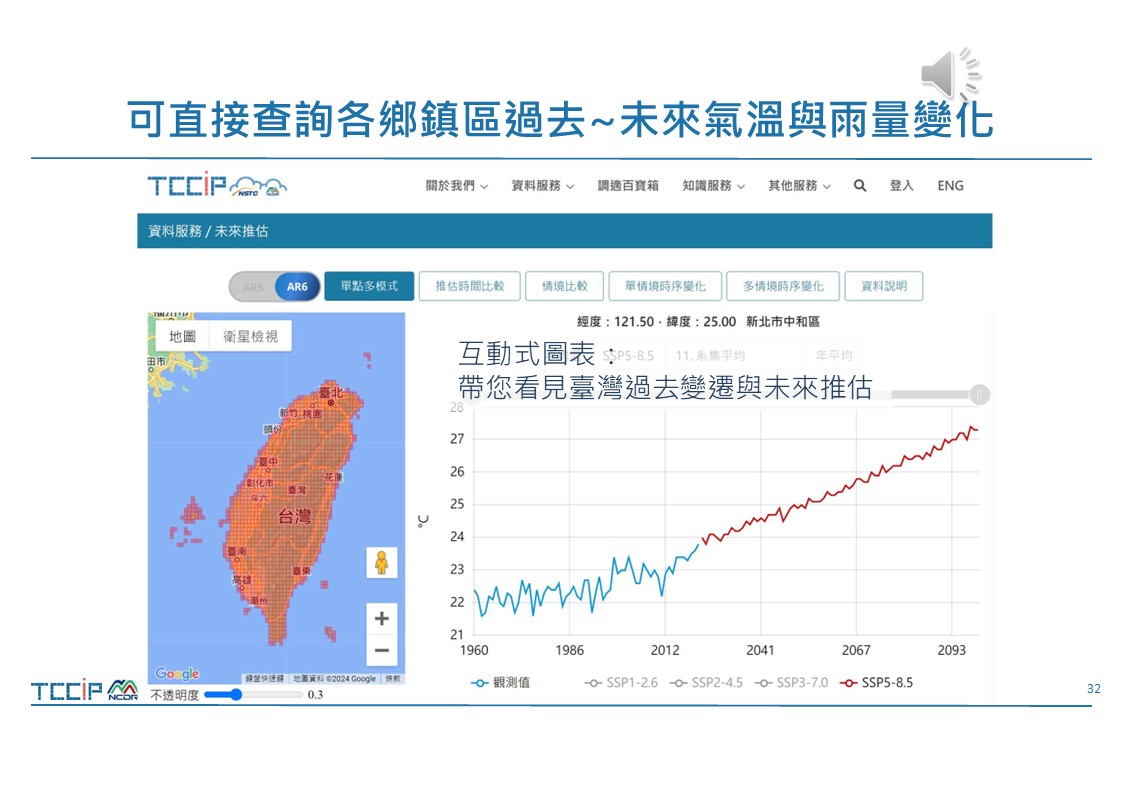 可直接查詢各鄉鎮區過去~未來氣溫與雨量變化
TCCiP NSTC
關於我們 資料服務 調適百寶箱 知識服務 其他服務 登入 ENG
資料服務 / 未來推估
AR5 AR6 單點多模式 推估時間比較 情境比較 單情境時序變化 多情境時序變化 資料說明
經度：121.50，緯度：25.00 新北市中和區
SSP5-8.5 11. 系集平均 年平均
互動式圖表：
帶您看見臺灣過去變遷與未來推估
地圖 衛星檢視
田市
臺北
新竹 桃園
頭份
臺中
彰化市
斗六
花蓮
臺灣
台灣
臺南
高雄
臺東
潮州
Google
鍵盤快速鍵 地圖資料 ©2024 Google 條款
不透明度 0.3
°C
28
27
26
25
24
23
22
21
1960 1986 2012 2041 2067 2093
觀測值 SSP1-2.6 SSP2-4.5 SSP3-7.0 SSP5-8.5
TCCiP NCDR
32